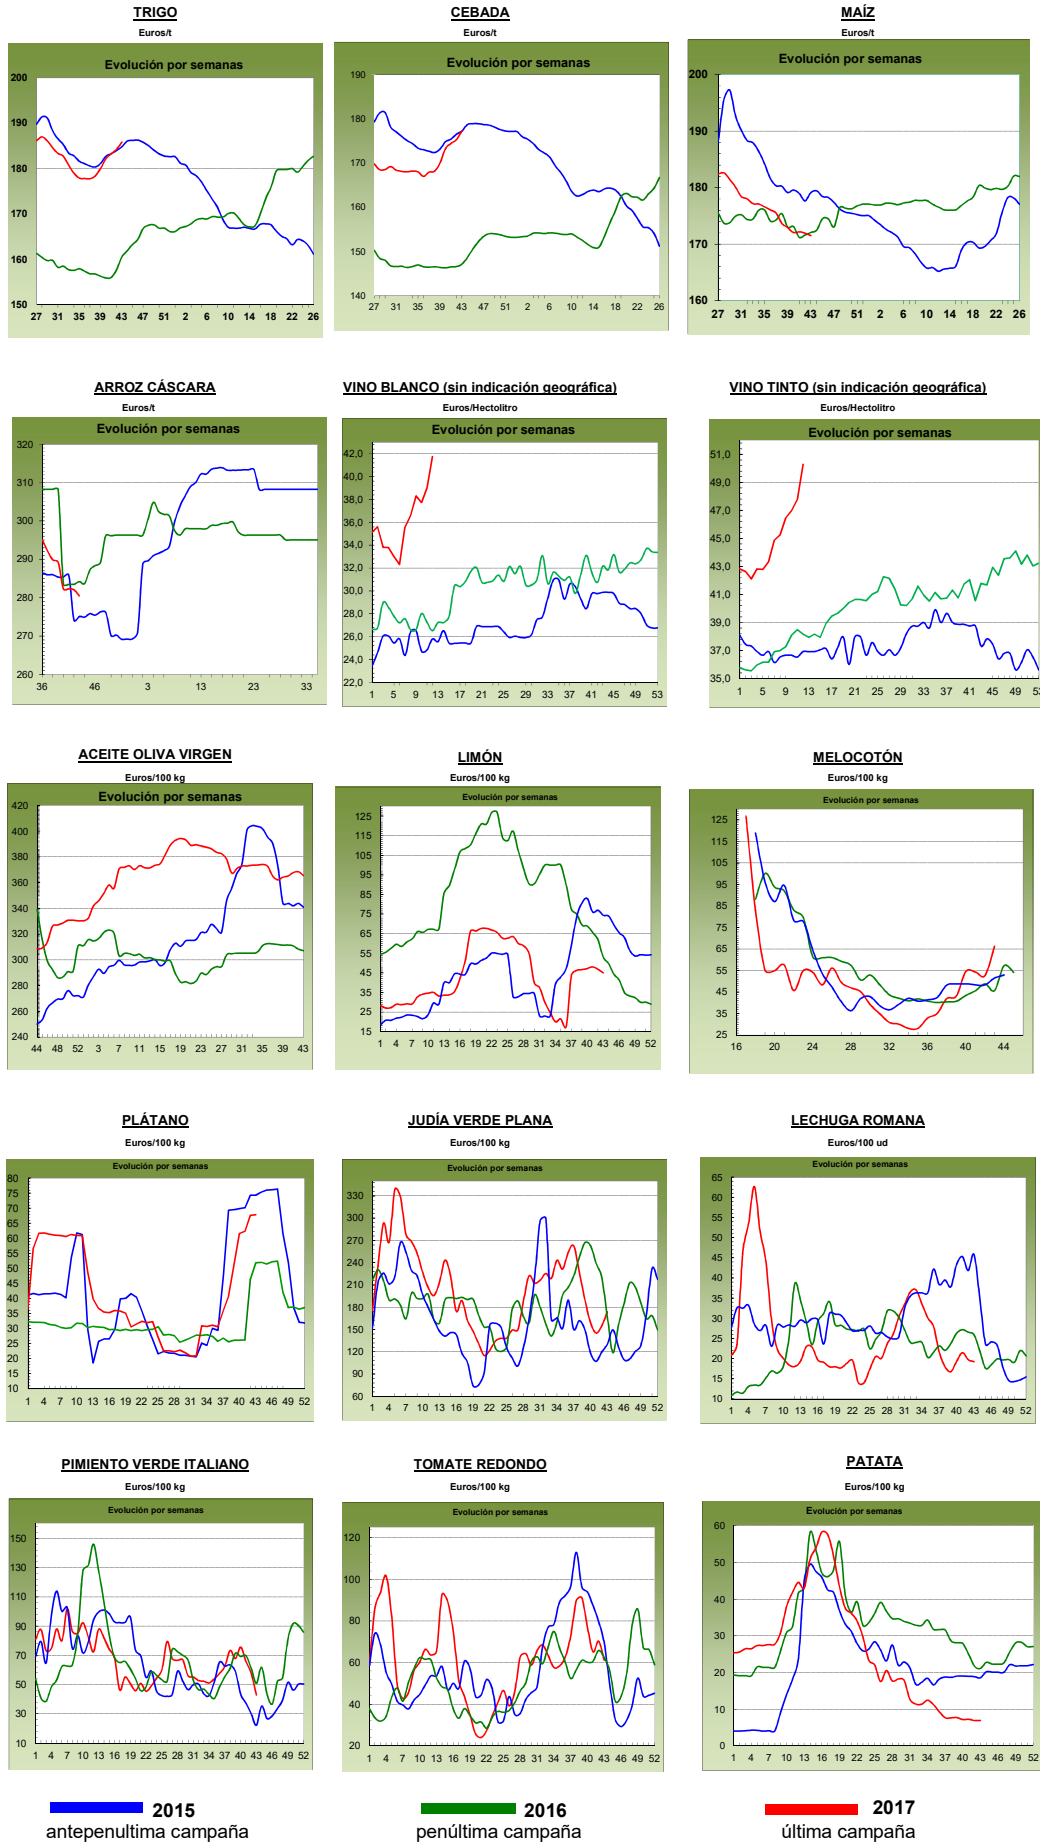 TRIGO
Euros/t
Evolución por semanas
200
190
180
170
160
150
27 31 35 39 43 47 51 2 6 10 14 18 22 26
CEBADA
Euros/t
Evolución por semanas
190
180
170
160
150
140
27 31 35 39 43 47 51 2 6 10 14 18 22 26
MAÍZ
Euros/t
Evolución por semanas
200
190
180
170
160
27 31 35 39 43 47 51 2 6 10 14 18 22 26
ARROZ CÁSCARA
Euros/t
Evolución por semanas
320
310
300
290
280
270
260
36 46 3 13 23 33
VINO BLANCO (sin indicación geográfica)
Euros/Hectolitro
Evolución por semanas
42,0
40,0
38,0
36,0
34,0
32,0
30,0
28,0
26,0
24,0
22,0
1 5 9 13 17 21 25 29 33 37 41 45 49 53
VINO TINTO (sin indicación geográfica)
Euros/Hectolitro
Evolución por semanas
51,0
49,0
47,0
45,0
43,0
41,0
39,0
37,0
35,0
1 5 9 13 17 21 25 29 33 37 41 45 49 53
ACEITE OLIVA VIRGEN
Euros/100 kg
Evolución por semanas
420
400
380
360
340
320
300
280
260
240
44 48 52 3 7 11 15 19 23 27 31 35 39 43
LIMÓN
Euros/100 kg
Evolución por semanas
125
115
105
95
85
75
65
55
45
35
25
15
1 4 7 10 13 16 19 22 25 28 31 34 37 40 43 46 49 52
MELOCOTÓN
Euros/100 kg
Evolución por semanas
125
115
105
95
85
75
65
55
45
35
25
16 20 24 28 32 36 40 44
PLÁTANO
Euros/100 kg
Evolución por semanas
80
75
70
65
60
55
50
45
40
35
30
25
20
15
10
1 4 7 10 13 16 19 22 25 28 31 34 37 40 43 46 49 52
JUDÍA VERDE PLANA
Euros/100 kg
Evolución por semanas
330
300
270
240
210
180
150
120
90
60
1 4 7 10 13 16 19 22 25 28 31 34 37 40 43 46 49 52
LECHUGA ROMANA
Euros/100 ud
Evolución por semanas
65
60
55
50
45
40
35
30
25
20
15
10
1 4 7 10 13 16 19 22 25 28 31 34 37 40 43 46 49 52
PIMIENTO VERDE ITALIANO
Euros/100 kg
Evolución por semanas
150
130
110
90
70
50
30
10
1 4 7 10 13 16 19 22 25 28 31 34 37 40 43 46 49 52
TOMATE REDONDO
Euros/100 kg
Evolución por semanas
120
100
80
60
40
20
1 4 7 10 13 16 19 22 25 28 31 34 37 40 43 46 49 52
PATATA
Euros/100 kg
Evolución por semanas
60
50
40
30
20
10
0
1 4 7 10 13 16 19 22 25 28 31 34 37 40 43 46 49 52
2015
antepenultima campaña
2016
penúltima campaña
2017
última campaña